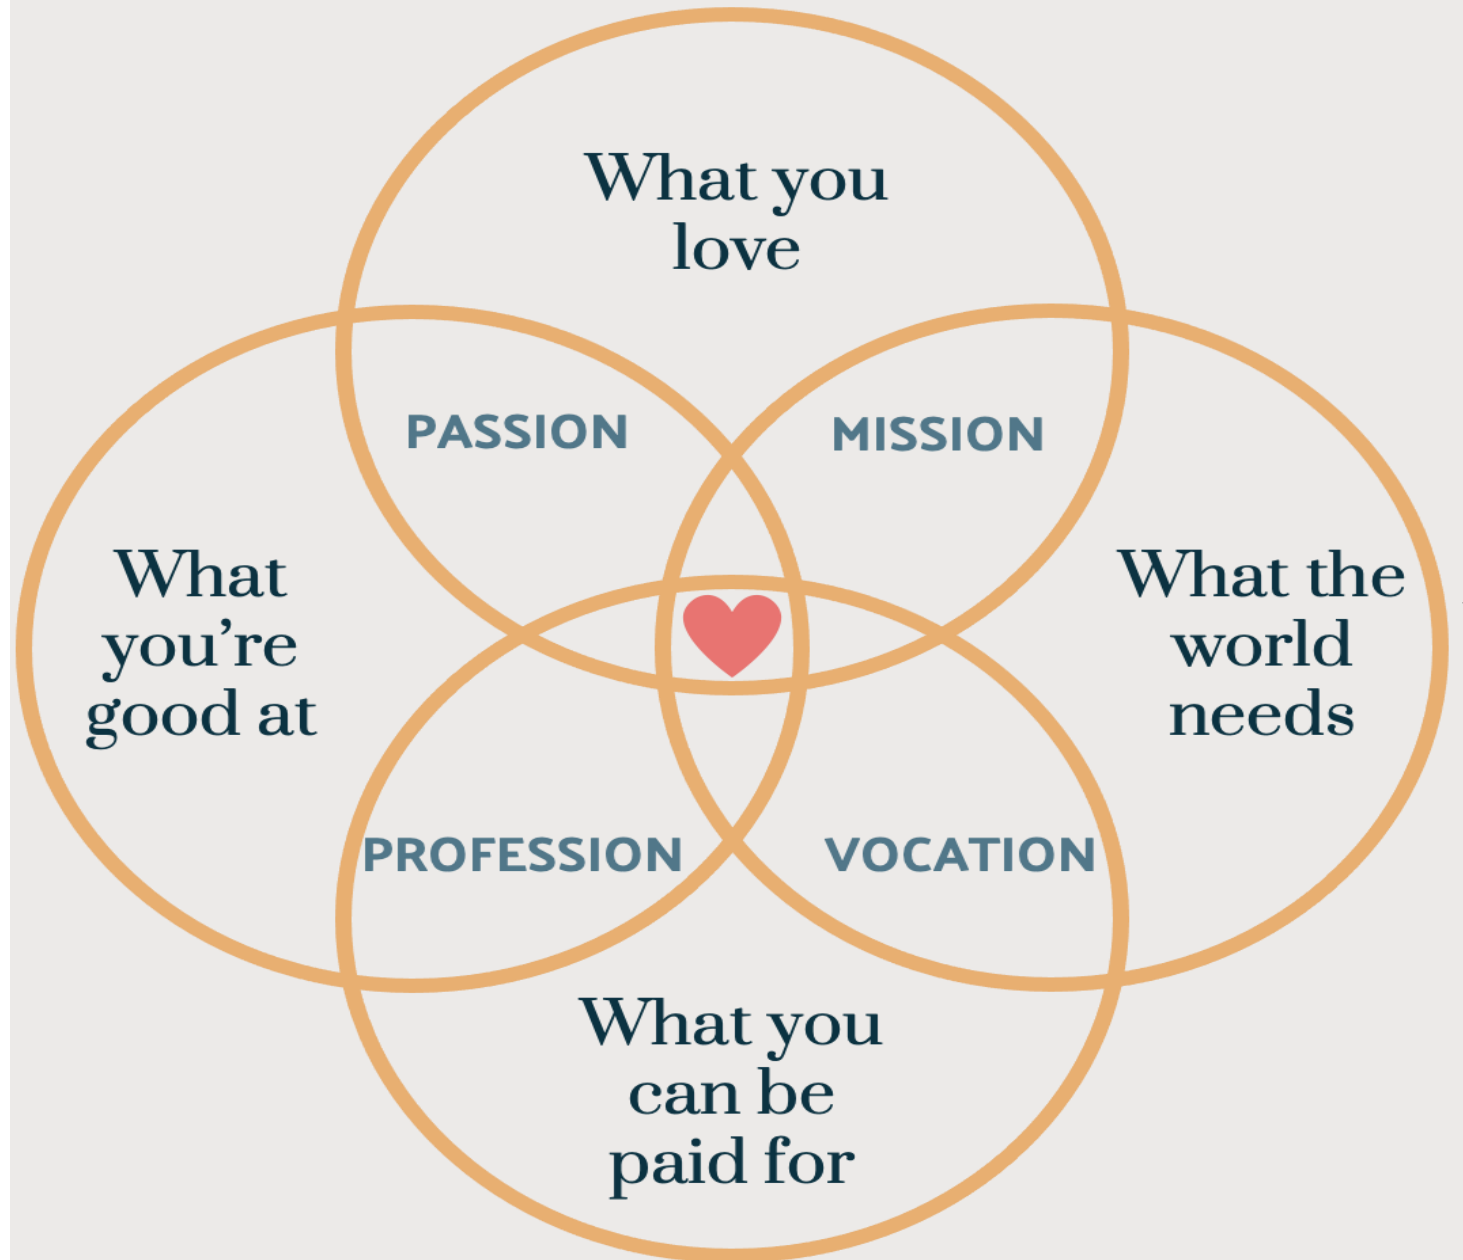 What you
love
PASSION
MISSION
What
you're
good at
What the
world
needs
PROFESSION
VOCATION
What you
can be
paid for